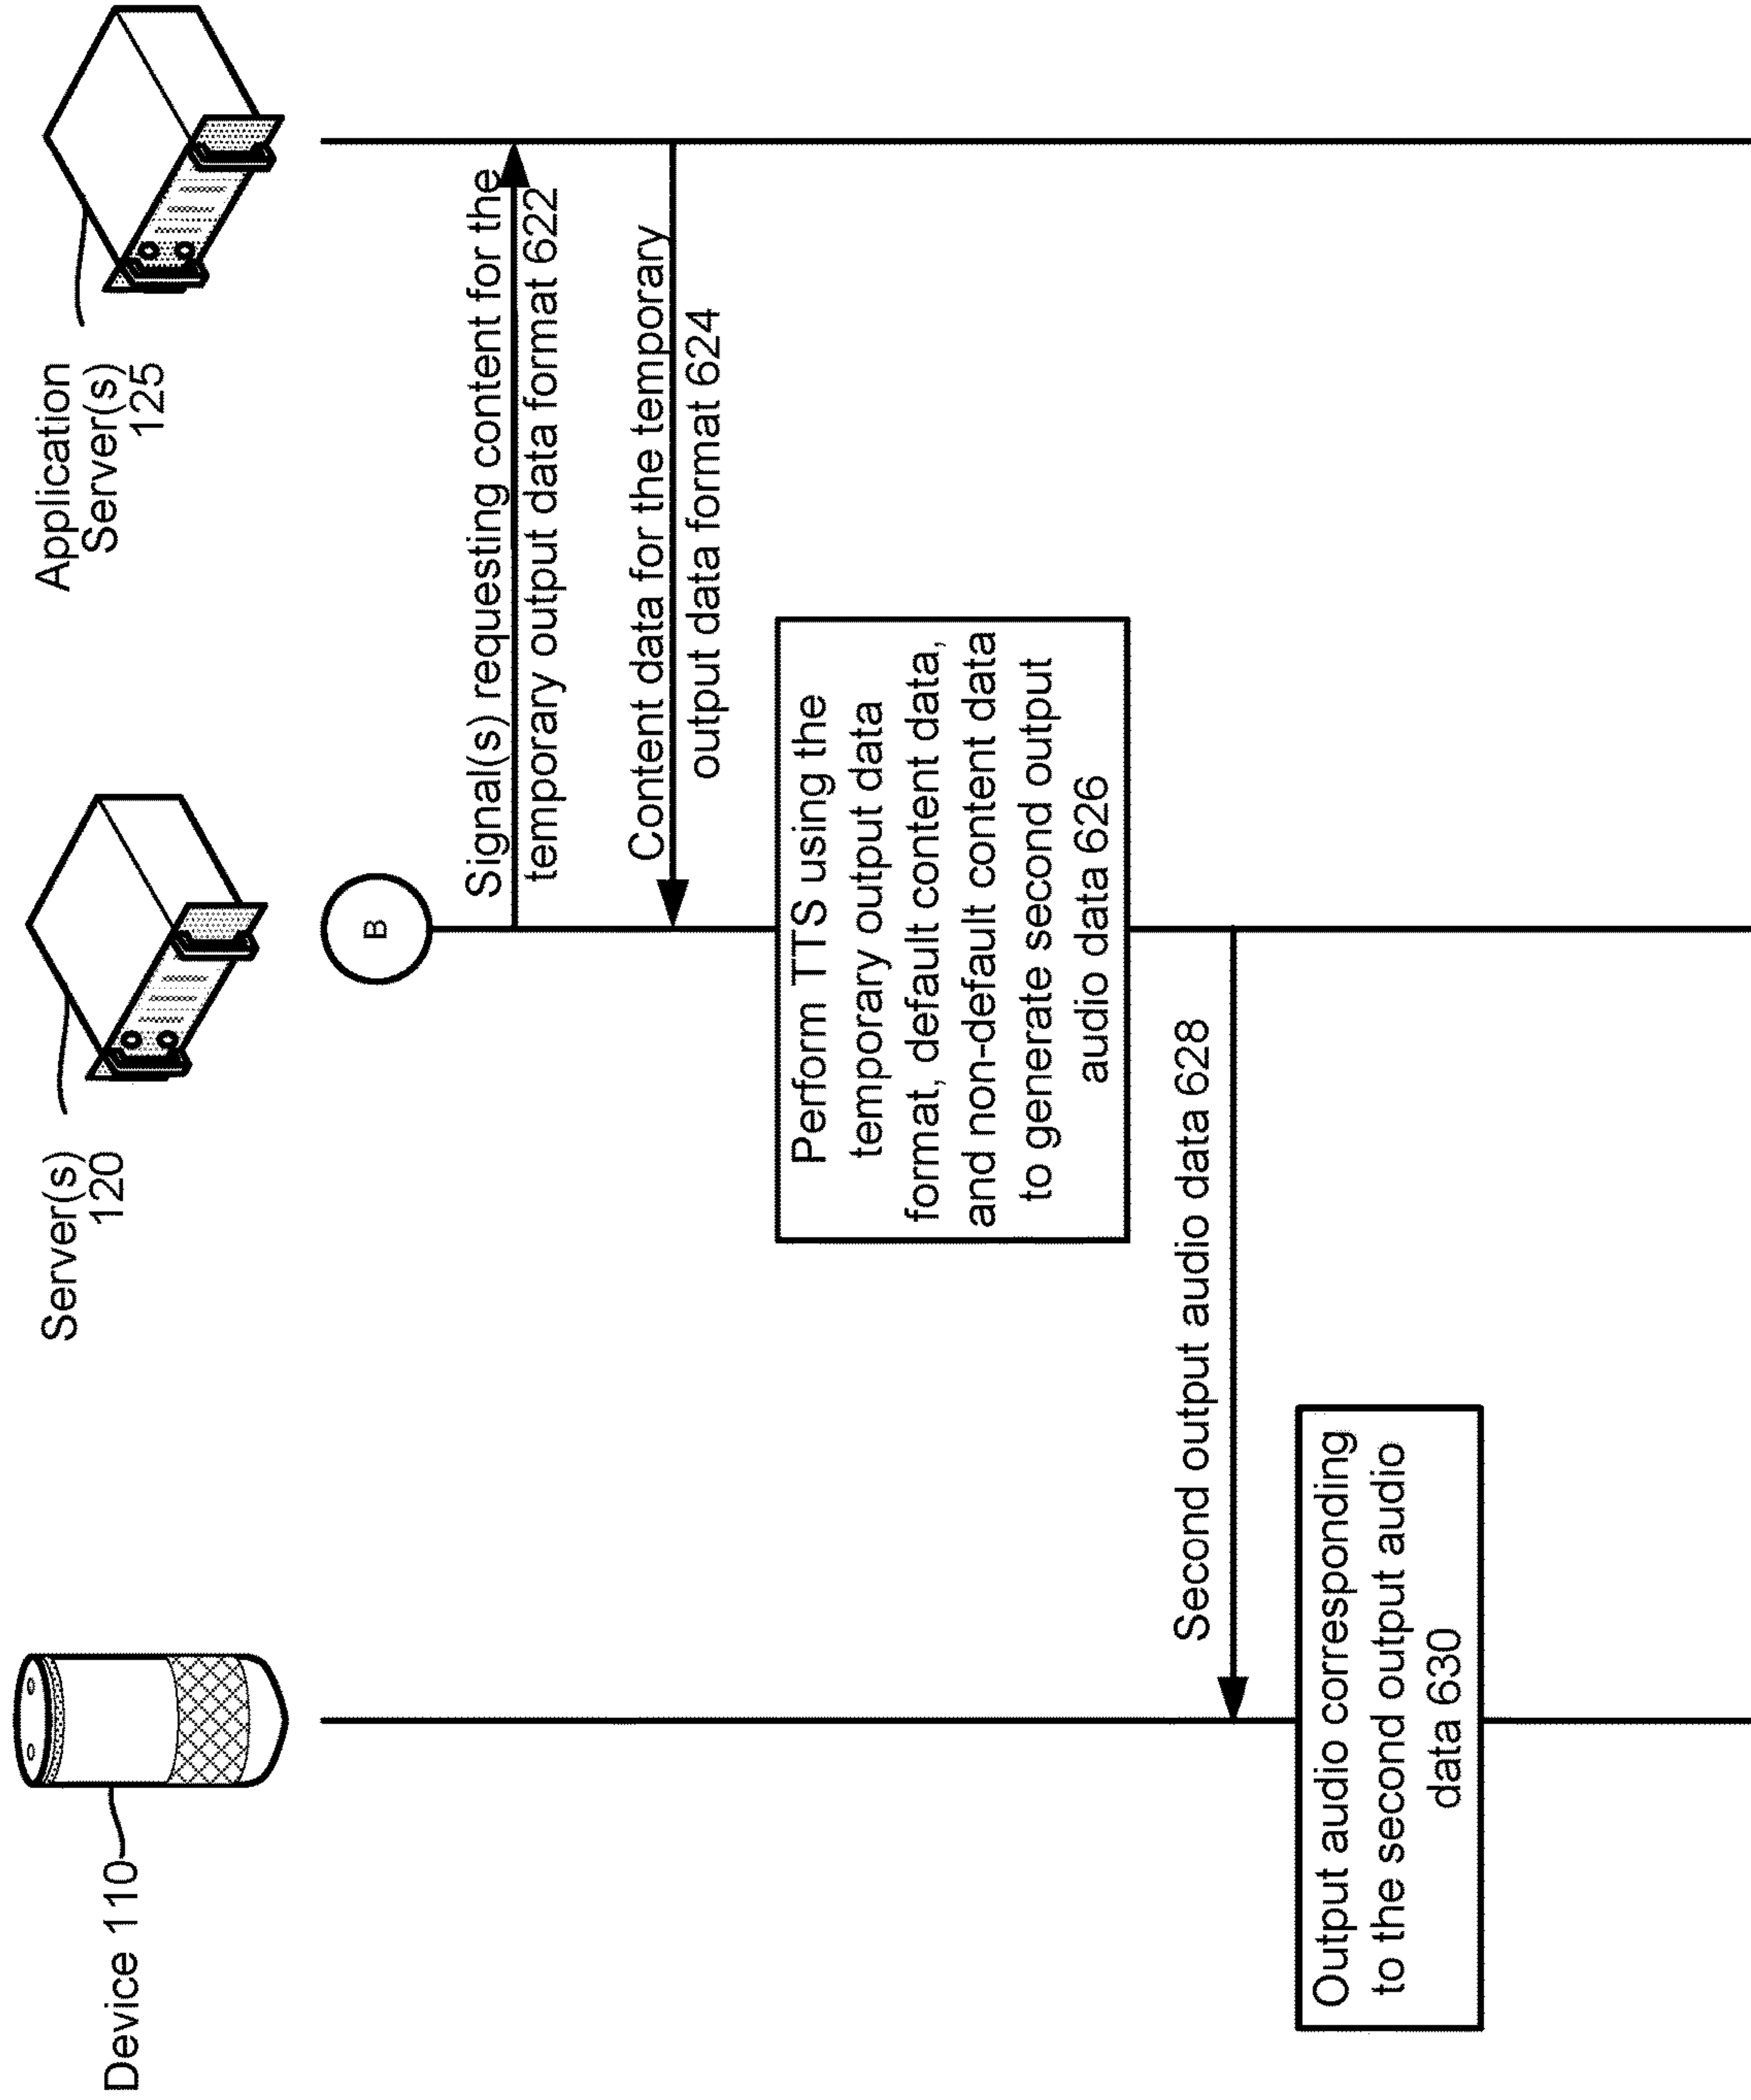 Device 110
Server(s)
120
Application
Server(s)
125
B
Signal(s) requesting content for the
temporary output data format 622
Content data for the temporary
output data format 624
Perform TTS using the
temporary output data
format, default content data,
and non-default content data
to generate second output
audio data 626
Second output audio data 628
Output audio corresponding
to the second output audio
data 630